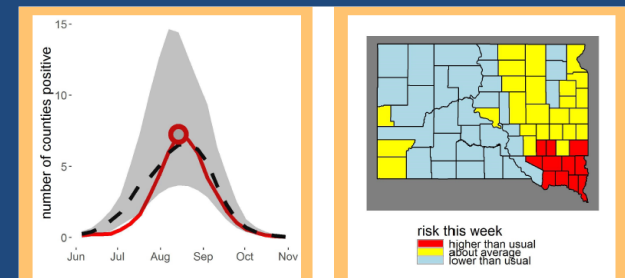 number of counties positive
15
10
5
0
Jun Jul Aug Sep Oct Nov
risk this week
higher than usual
about average
lower than usual